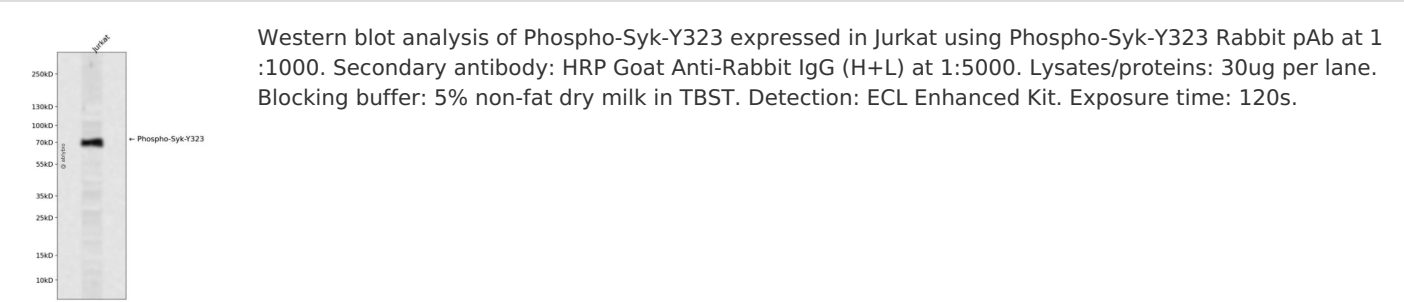 Jurkat
Western blot analysis of Phospho-Syk-Y323 expressed in Jurkat using Phospho-Syk-Y323 Rabbit pAb at 1
:1000. Secondary antibody: HRP Goat Anti-Rabbit IgG (H+L) at 1:5000. Lysates/proteins: 30ug per lane.
Blocking buffer: 5% non-fat dry milk in TBST. Detection: ECL Enhanced Kit. Exposure time: 120s.
250kD
130kD
100kD
70kD
← Phospho-Syk-Y323
55kD
35kD
25kD
15kD
10kD